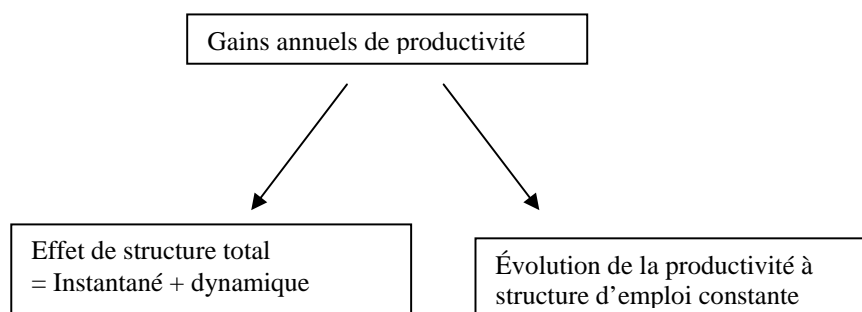 Gains annuels de productivité
Effet de structure total
= Instantané + dynamique
Évolution de la productivité à
structure d’emploi constante